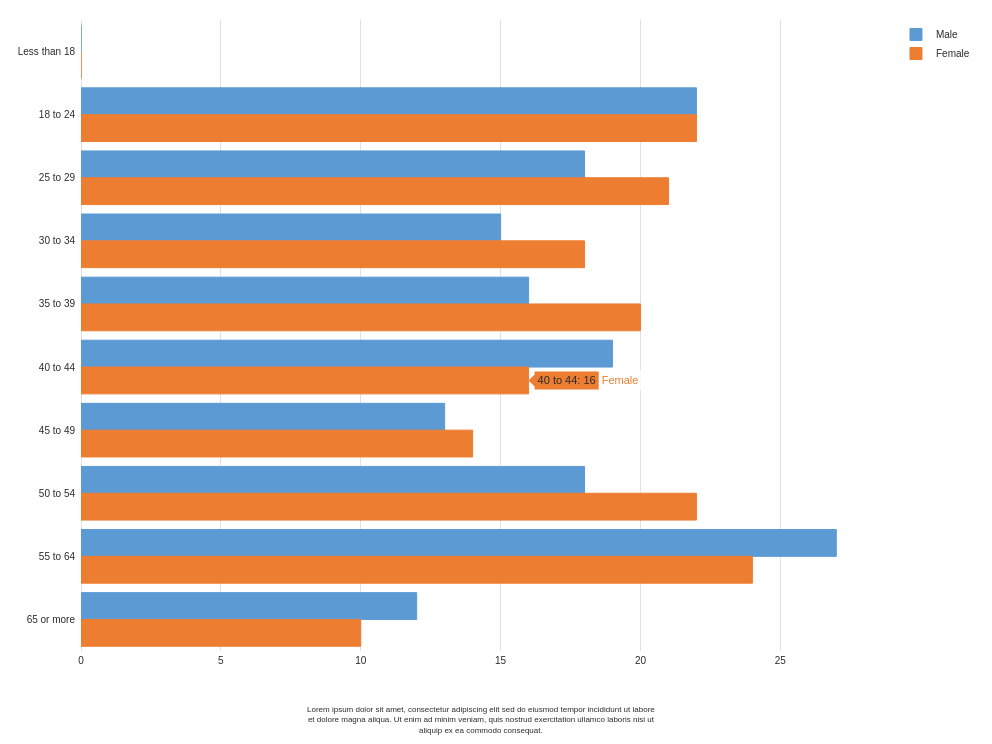 Male
Female
Less than 18
18 to 24
25 to 29
30 to 34
35 to 39
40 to 44
40 to 44: 16 Female
45 to 49
50 to 54
55 to 64
65 or more
0 5 10 15 20 25
Lorem ipsum dolor sit amet, consectetur adipiscing elit sed do eiusmod tempor incididunt ut labore
et dolore magna aliqua. Ut enim ad minim veniam, quis nostrud exercitation ullamco laboris nisi ut
aliquip ex ea commodo consequat.